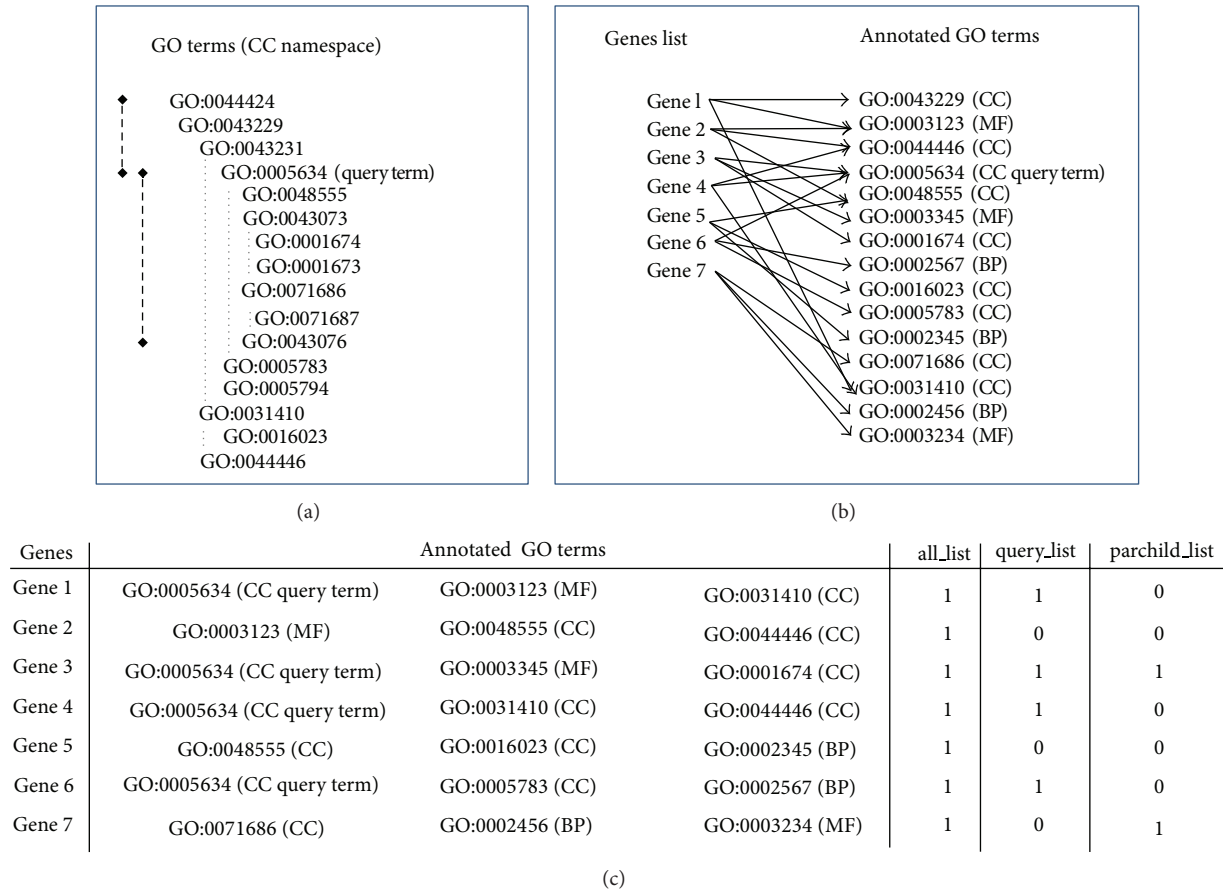 GO terms (CC namespace)
GO:0044424
GO:0043229
GO:0043231
GO:0005634 (query term)
GO:0048555
GO:0043073
GO:0001674
GO:0001673
GO:0071686
GO:0071687
GO:0043076
GO:0005783
GO:0005794
GO:0031410
GO:0016023
GO:0044446
(a)
Genes list
Gene 1
Gene 2
Gene 3
Gene 4
Gene 5
Gene 6
Gene 7
Annotated GO terms
GO:0043229 (CC)
GO:0003123 (MF)
GO:0044446 (CC)
GO:0005634 (CC query term)
GO:0048555 (CC)
GO:0003345 (MF)
GO:0001674 (CC)
GO:0002567 (BP)
GO:0016023 (CC)
GO:0005783 (CC)
GO:0002345 (BP)
GO:0071686 (CC)
GO:0031410 (CC)
GO:0002456 (BP)
GO:0003234 (MF)
(b)
Genes Annotated GO terms all_list query_list parchild_list
Gene 1 GO:0005634 (CC query term) GO:0003123 (MF) GO:0031410 (CC) 1 1 0
Gene 2 GO:0003123 (MF) GO:0048555 (CC) GO:0044446 (CC) 1 0 0
Gene 3 GO:0005634 (CC query term) GO:0003345 (MF) GO:0001674 (CC) 1 1 1
Gene 4 GO:0005634 (CC query term) GO:0031410 (CC) GO:0044446 (CC) 1 1 0
Gene 5 GO:0048555 (CC) GO:0016023 (CC) GO:0002345 (BP) 1 0 0
Gene 6 GO:0005634 (CC query term) GO:0005783 (CC) GO:0002567 (BP) 1 1 0
Gene 7 GO:0071686 (CC) GO:0002456 (BP) GO:0003234 (MF) 1 0 1
(c)